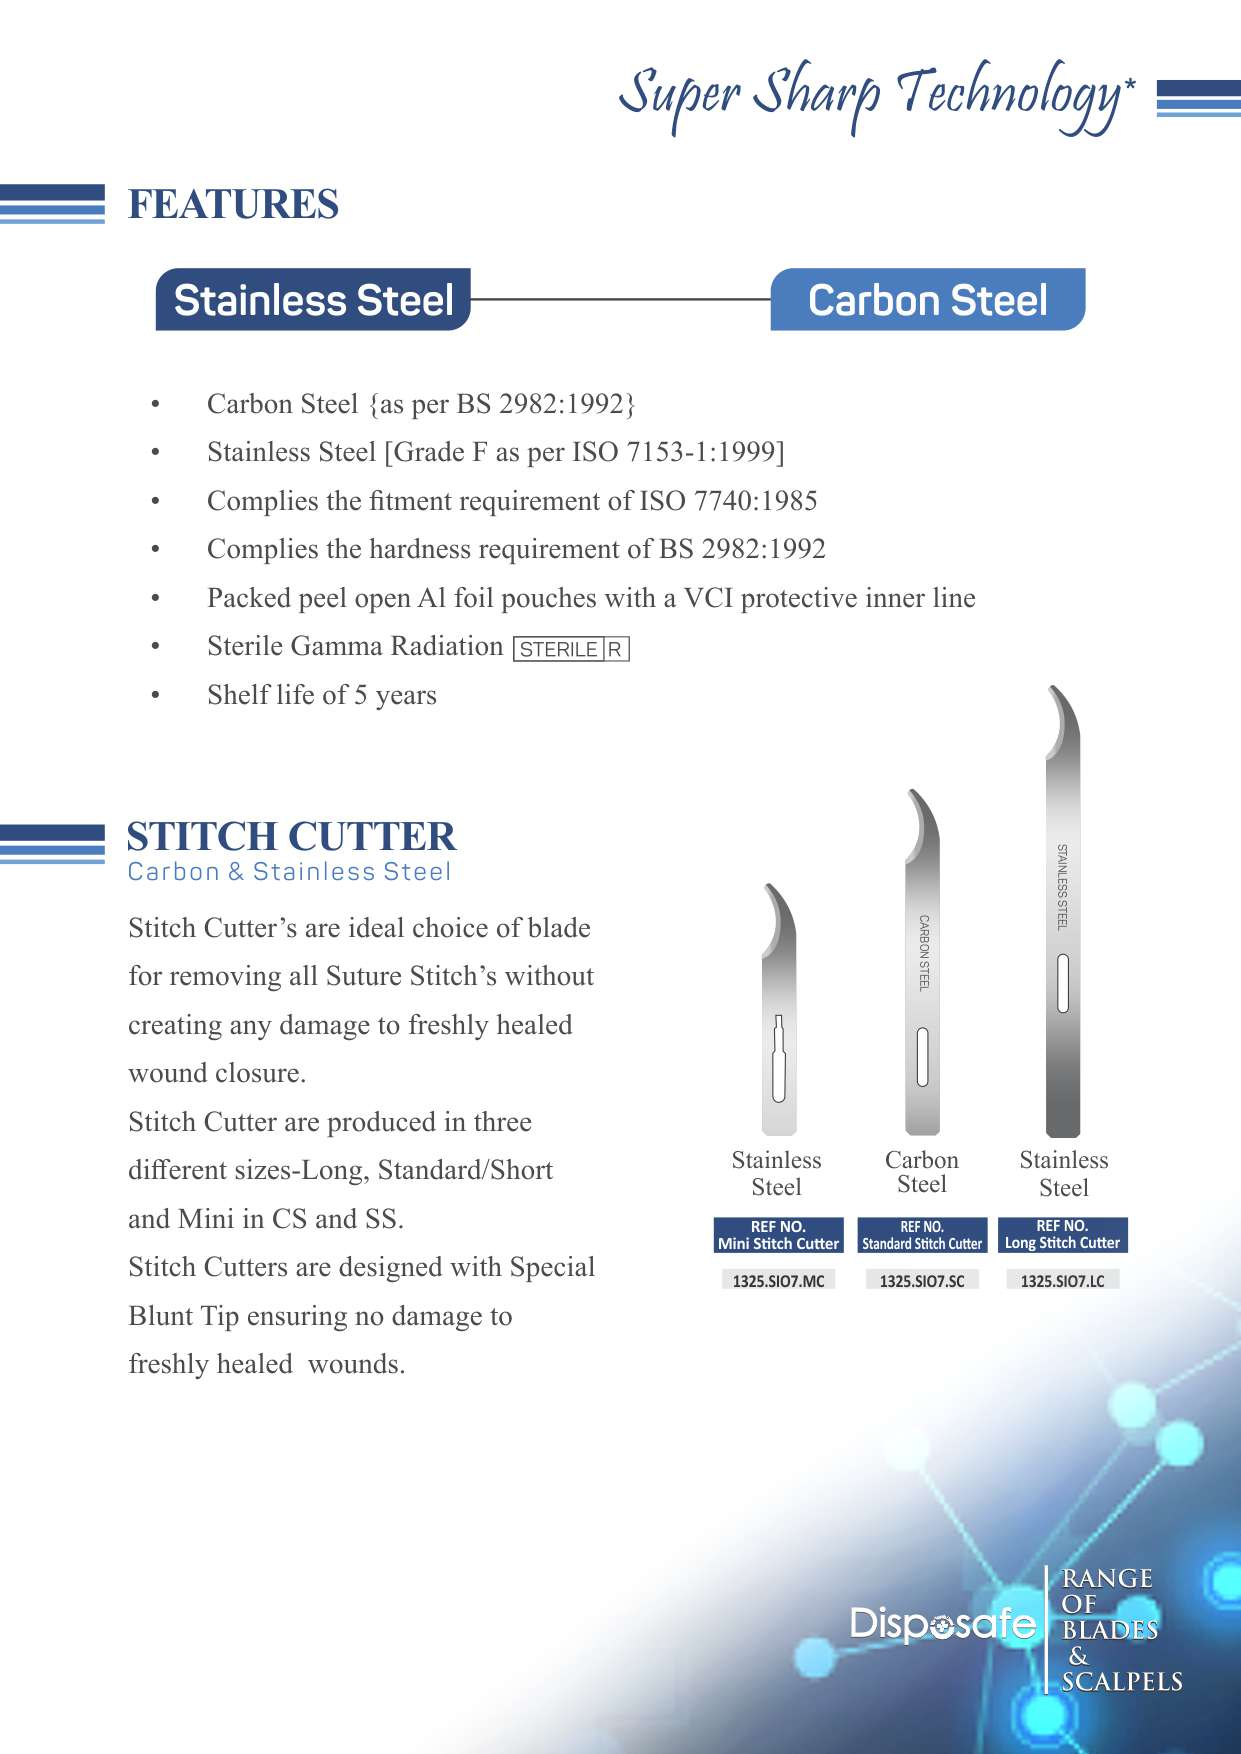 Super Sharp Technology*
FEATURES
Stainless Steel
Carbon Steel
• Carbon Steel {as per BS 2982:1992}
• Stainless Steel [Grade F as per ISO 7153-1:1999]
• Complies the fitment requirement of ISO 7740:1985
• Complies the hardness requirement of BS 2982:1992
• Packed peel open Al foil pouches with a VCI protective inner line
• Sterile Gamma Radiation STERILE R
• Shelf life of 5 years
STITCH CUTTER
Carbon & Stainless Steel
Stitch Cutter’s are ideal choice of blade
for removing all Suture Stitch’s without
creating any damage to freshly healed
wound closure.
Stitch Cutter are produced in three
different sizes-Long, Standard/Short
and Mini in CS and SS.
Stitch Cutters are designed with Special
Blunt Tip ensuring no damage to
freshly healed  wounds.
CARBON STEEL
STAINLESS STEEL
Stainless
Steel
REF NO.
Mini Stitch Cutter
1325.SIO7.MC
Carbon
Steel
REF NO.
Standard Stitch Cutter
1325.SIO7.SC
Stainless
Steel
REF NO.
Long Stitch Cutter
1325.SIO7.LC
Disposafe
RANGE
OF
BLADES
&
SCALPELS